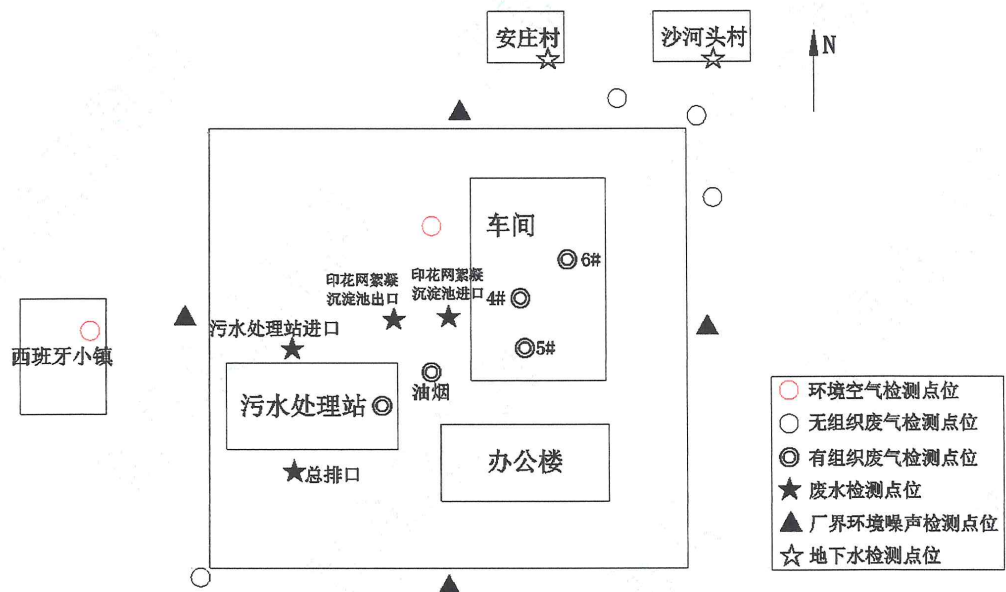 安庄村
沙河头村
N
车间
6#
印花网絮凝
沉淀池出口
印花网絮凝
沉淀池进口
4#
污水处理站进口
5#
西班牙小镇
油烟
污水处理站
办公楼
总排口
环境空气检测点位
无组织废气检测点位
有组织废气检测点位
废水检测点位
厂界环境噪声检测点位
地下水检测点位